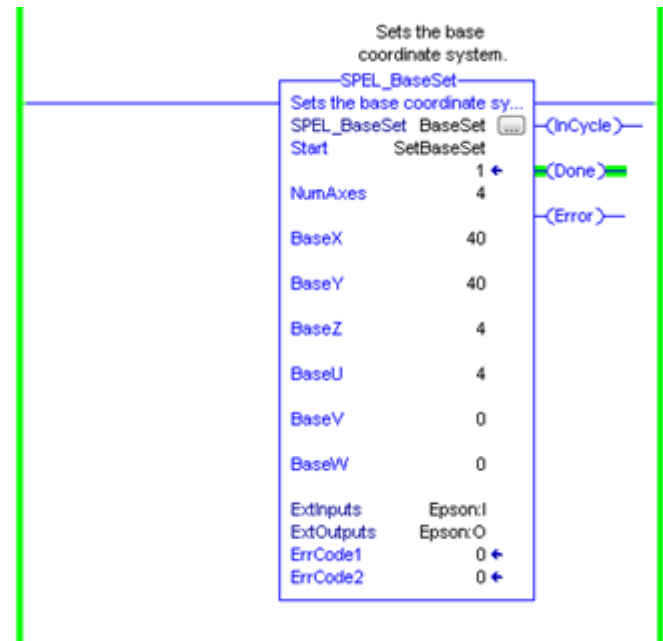 Sets the base
coordinate system.
SPEL_BaseSet
Sets the base coordinate sy...
SPEL_BaseSet BaseSet ...
(InCycle)
Start SetBaseSet
1
(Done)
NumAxes 4
(Error)
BaseX 40
BaseY 40
BaseZ 4
BaseU 4
BaseV 0
BaseW 0
ExtInputs Epson:I
ExtOutputs Epson:O
ErrCode1 0
ErrCode2 0